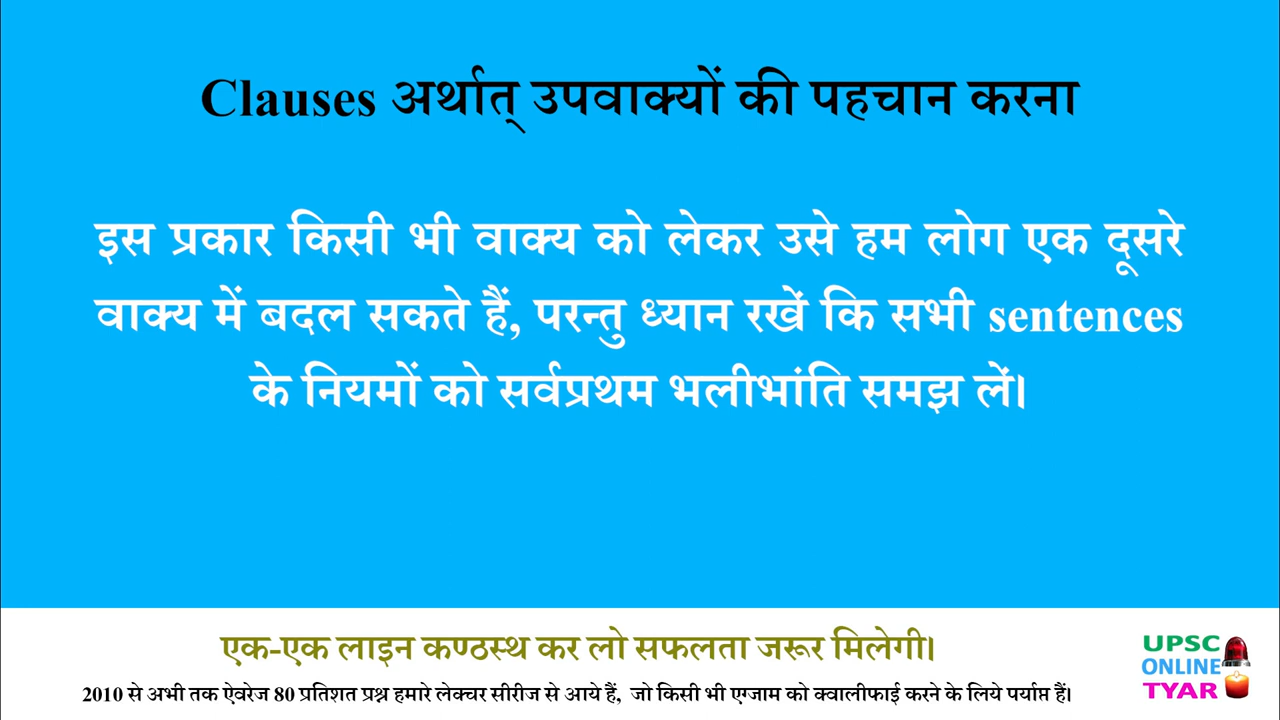 Clauses अर्थात् उपवाक्यों की पहचान करना
इस प्रकार किसी भी वाक्य को लेकर उसे हम लोग एक दूसरे
वाक्य में बदल सकते हैं, परन्तु ध्यान रखें कि सभी sentences
के नियमों को सर्वप्रथम भलीभांति समझ लें।
एक-एक लाइन कण्ठस्थ कर लो सफलता जरूर मिलेगी।
2010 से अभी तक ऐवरेज 80 प्रतिशत प्रश्न हमारे लेक्चर सीरीज से आये हैं, जो किसी भी एग्जाम को क्वालीफाई करने के लिये पर्याप्त हैं।
UPSC
ONLINE
TYAR